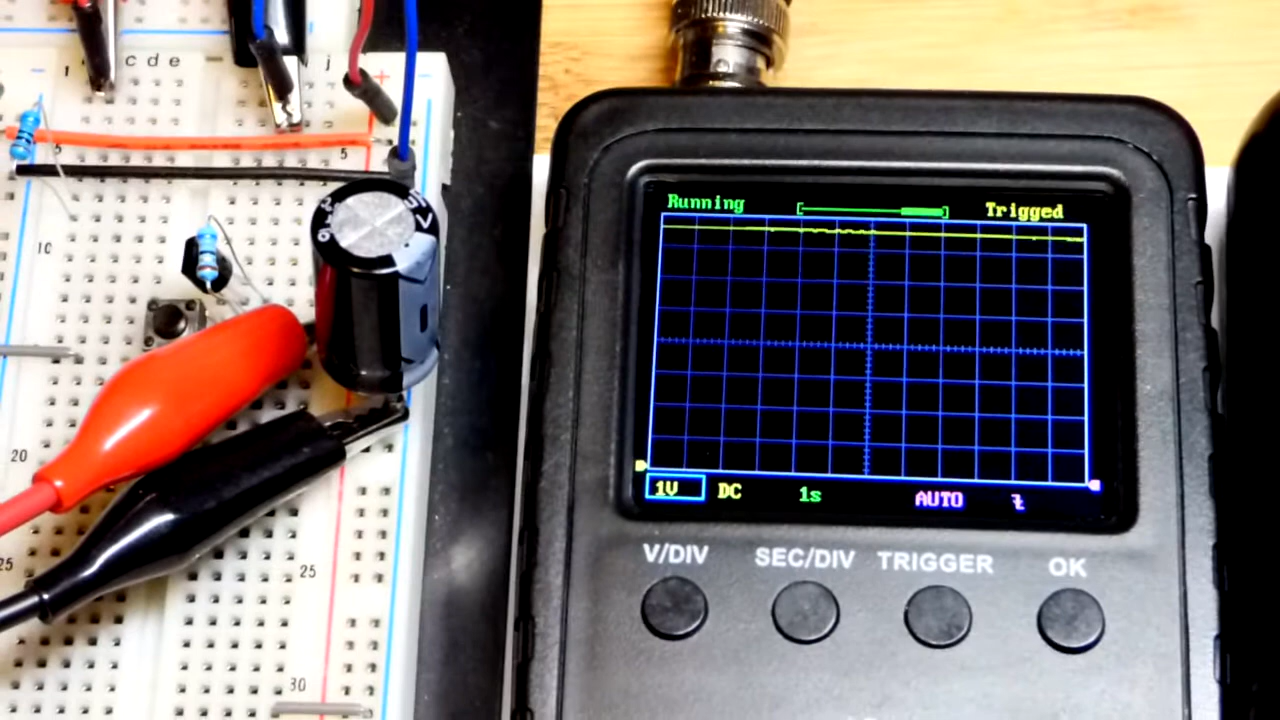 c d e
j
+
-
5
5
10
20
25
25
30
Running
Trigged
1V DC 1s AUTO
V/DIV SEC/DIV TRIGGER OK